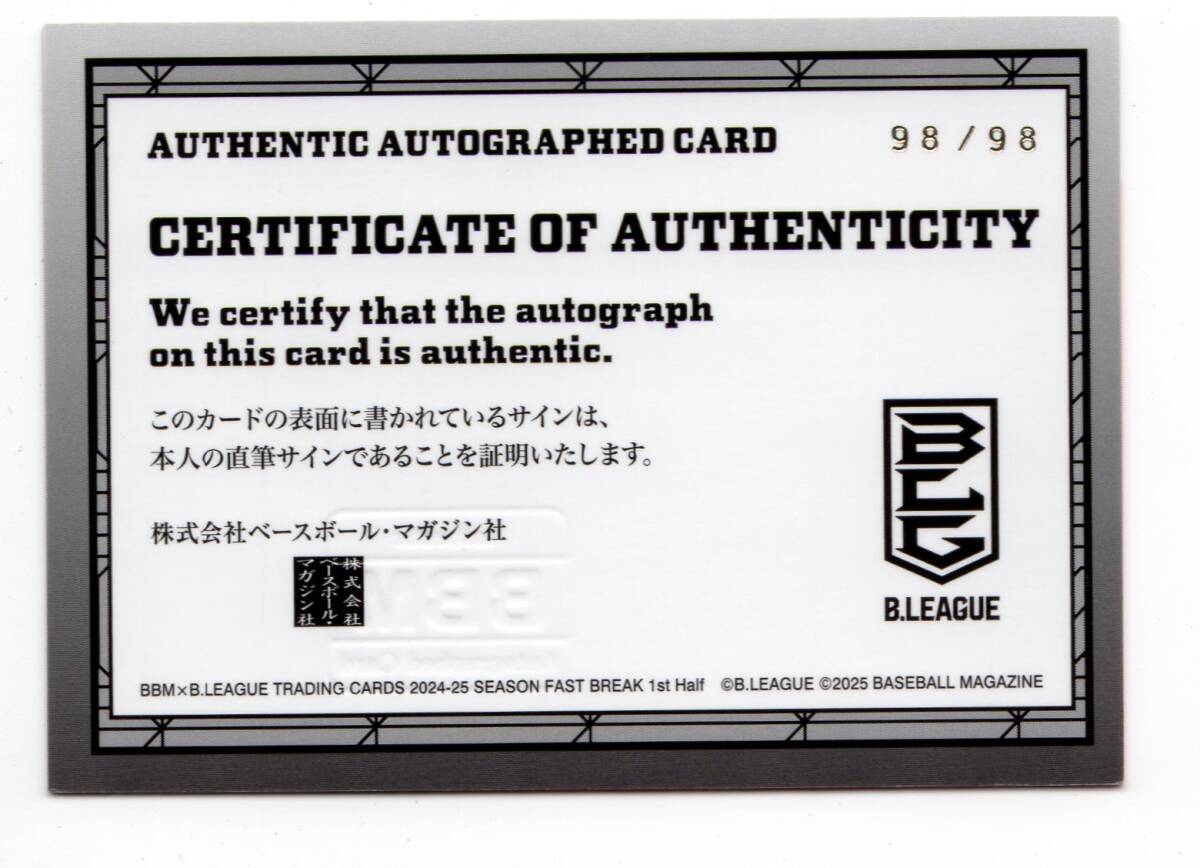 AUTHENTIC AUTOGRAPHED CARD 98/98
CERTIFICATE OF AUTHENTICITY
We certify that the autograph
on this card is authentic.
このカードの表面に書かれているサインは、
本人の直筆サインであることを証明いたします。
株式会社ベースボール・マガジン社
株式会社
ベースボール・
マガジン社
BBM
BLG
B.LEAGUE
BBM×B.LEAGUE TRADING CARDS 2024-25 SEASON FAST BREAK 1st Half ©B.LEAGUE ©2025 BASEBALL MAGAZINE